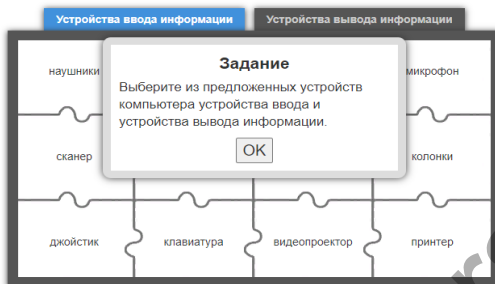 Устройства ввода информации Устройства вывода информации
Задание
Выберите из предложенных устройств
компьютера устройства ввода и
устройства вывода информации.
OK
наушники микрофон
сканер колонки
джойстик клавиатура видеопроектор принтер